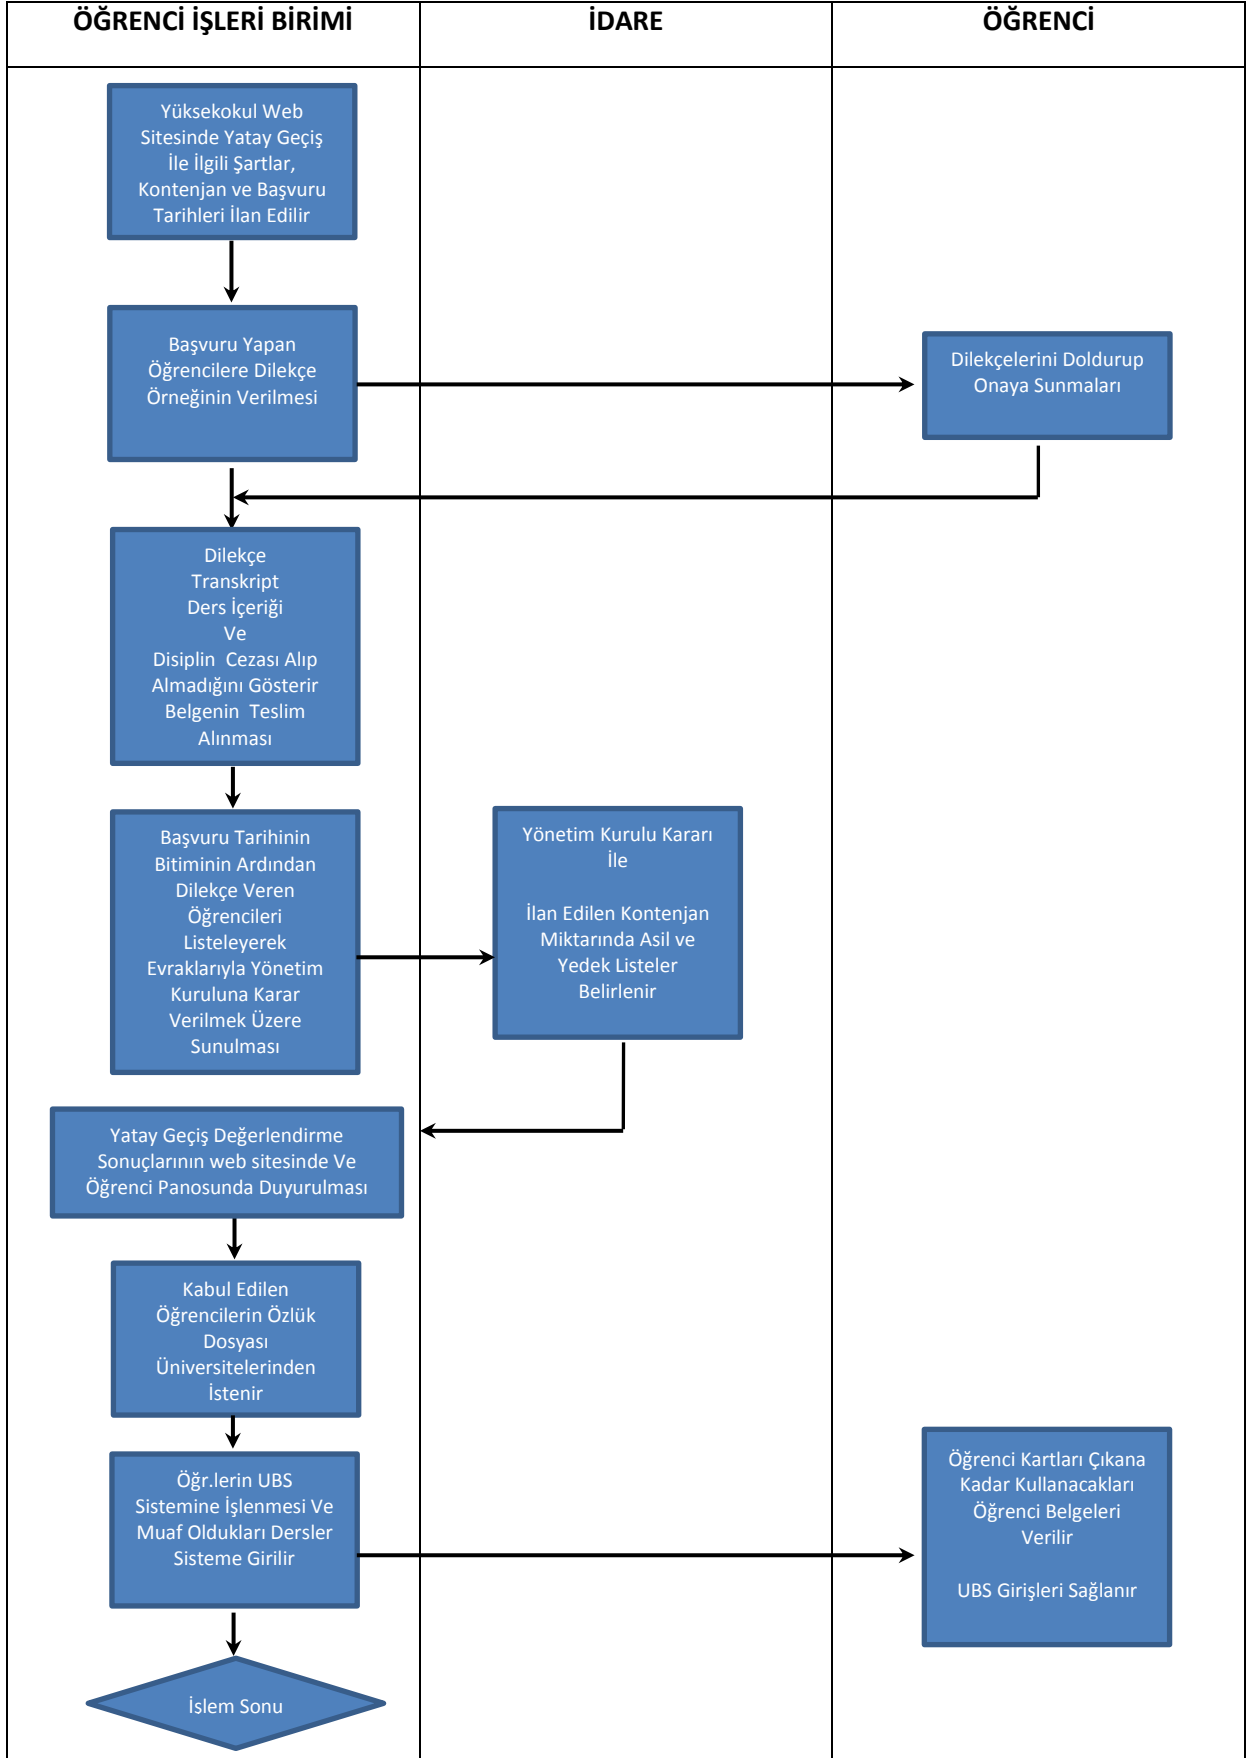 ÖĞRENCİ İŞLERİ BİRİMİ
İDARE
ÖĞRENCİ
Yüksekokul Web
Sitesinde Yatay Geçiş
İle İlgili Şartlar,
Kontenjan ve Başvuru
Tarihleri İlan Edilir
Başvuru Yapan
Öğrencilere Dilekçe
Örneğinin Verilmesi
Dilekçelerini Doldurup
Onaya Sunmaları
Dilekçe
Transkript
Ders İçeriği
Ve
Disiplin Cezası Alıp
Almadığını Gösterir
Belgenin Teslim
Alınması
Başvuru Tarihinin
Bitiminin Ardından
Dilekçe Veren
Öğrencileri
Listeleyerek
Evraklarıyla Yönetim
Kuruluna Karar
Verilmek Üzere
Sunulması
Yönetim Kurulu Kararı
İle
İlan Edilen Kontenjan
Miktarında Asil ve
Yedek Listeler
Belirlenir
Yatay Geçiş Değerlendirme
Sonuçlarının web sitesinde Ve
Öğrenci Panosunda Duyurulması
Kabul Edilen
Öğrencilerin Özlük
Dosyası
Üniversitelerinden
İstenir
Öğr.lerin UBS
Sistemine İşlenmesi Ve
Muaf Oldukları Dersler
Sisteme Girilir
Öğrenci Kartları Çıkana
Kadar Kullanacakları
Öğrenci Belgeleri
Verilir
UBS Girişleri Sağlanır
İslem Sonu